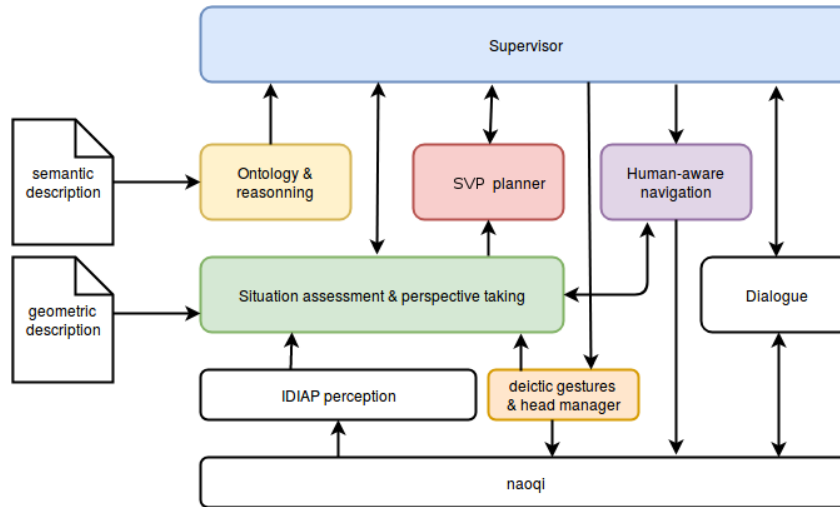 Supervisor
semantic
description
Ontology &
reasonning
SVP planner
Human-aware
navigation
geometric
description
Situation assessment & perspective taking
Dialogue
IDIAP perception
deictic gestures
& head manager
naoqi